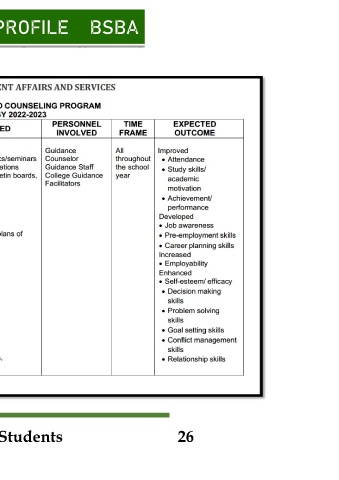 PROFILE BSBA
NT AFFAIRS AND SERVICES
D COUNSELING PROGRAM
SY 2022-2023
ED
PERSONNEL
INVOLVED
TIME
FRAME
EXPECTED
OUTCOME
cs/seminars
ations
etin boards,
plans of
Guidance
Counselor
Guidance Staff
College Guidance
Facilitators
All
throughout
the school
year
Improved
• Attendance
• Study skills/
academic
motivation
• Achievement/
performance
Developed
• Job awareness
• Pre-employment skills
• Career planning skills
Increased
• Employability
Enhanced
• Self-esteem/ efficacy
• Decision making
skills
• Problem solving
skills
• Goal setting skills
• Conflict management
skills
• Relationship skills
Students 26